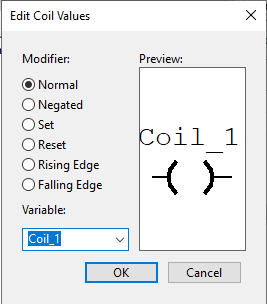 Edit Coil Values
Modifier:
Normal
Negated
Set
Reset
Rising Edge
Falling Edge
Variable:
Coil_1
Preview:
Coil_1
OK
Cancel